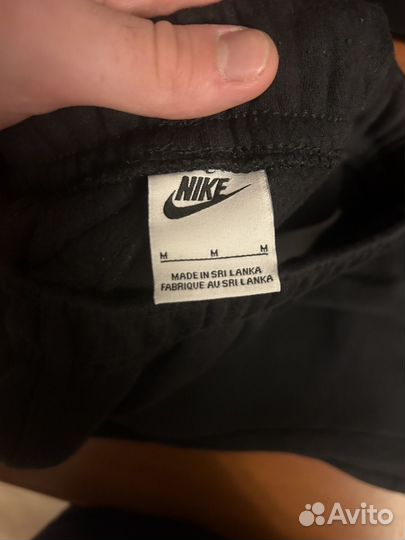 NIKE
M M M
MADE IN SRI LANKA
FABRIQUE AU SRI LANKA
Avito